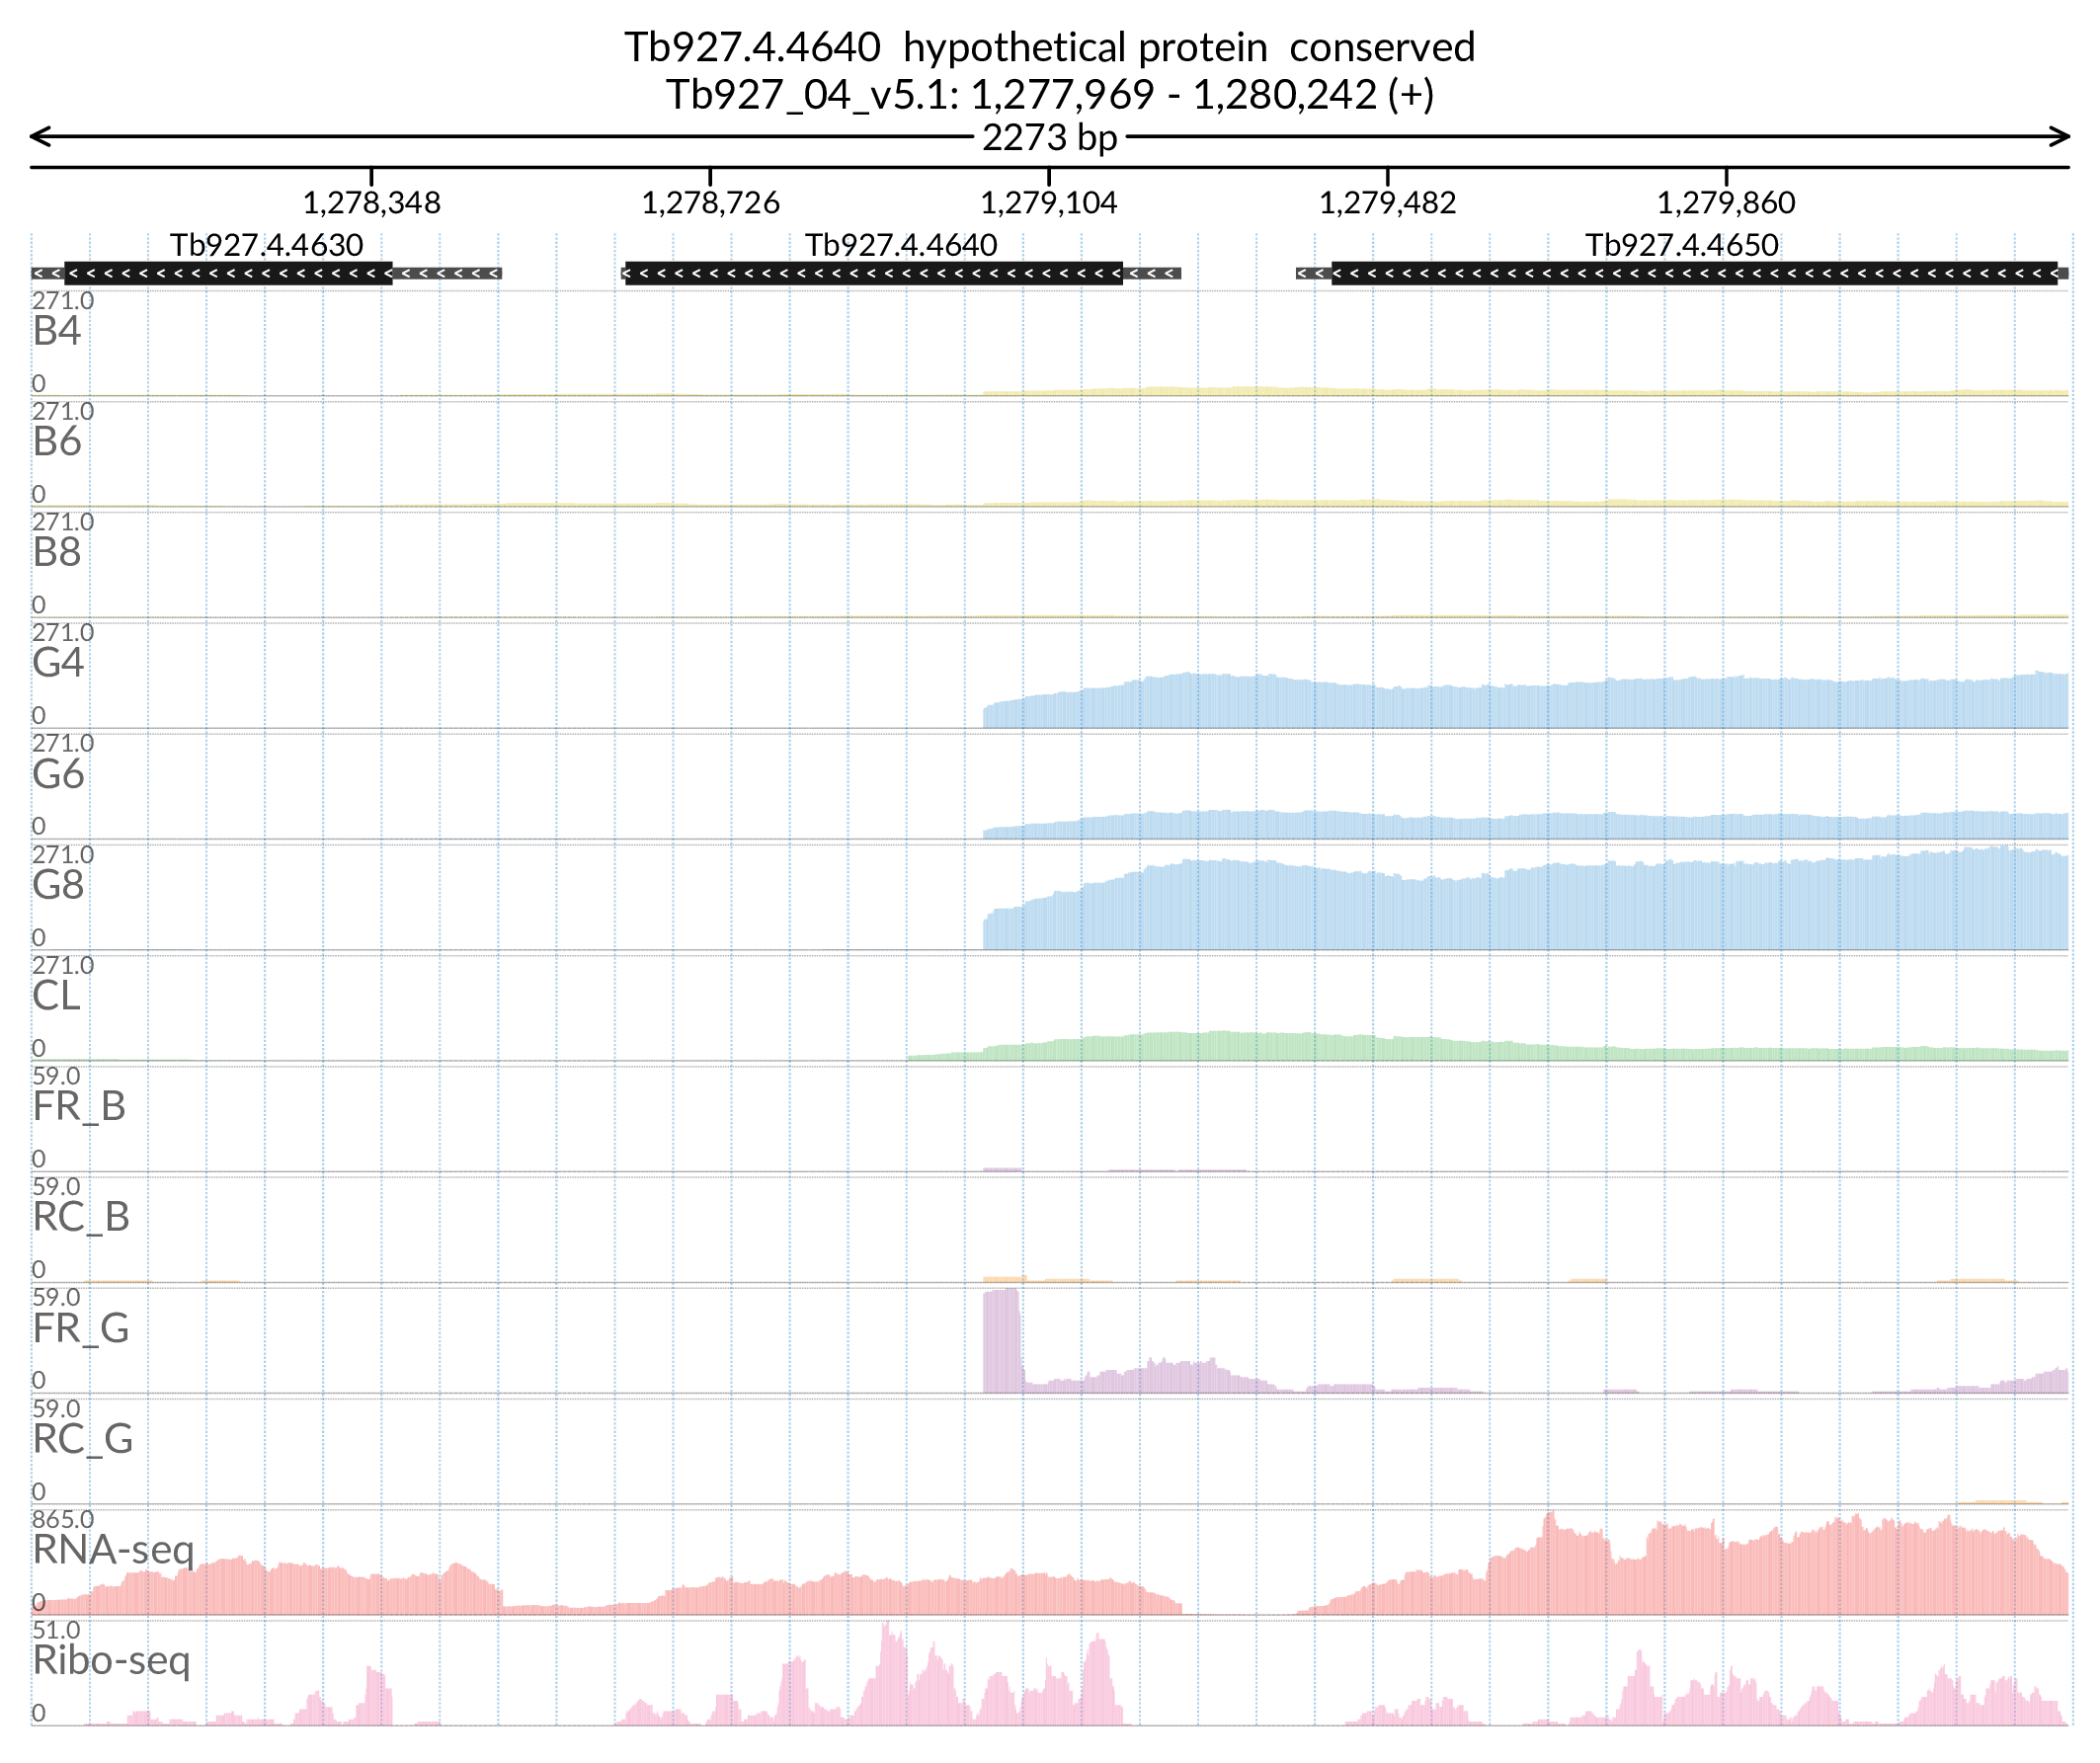 Tb927.4.4640  hypothetical protein  conserved
Tb927_04_v5.1: 1,277,969 - 1,280,242 (+)
2273 bp
1,278,348 1,278,726 1,279,104 1,279,482 1,279,860
Tb927.4.4630 Tb927.4.4640 Tb927.4.4650
271.0
B4
0
271.0
B6
0
271.0
B8
0
271.0
G4
0
271.0
G6
0
271.0
G8
0
271.0
CL
0
59.0
FR_B
0
59.0
RC_B
0
59.0
FR_G
0
59.0
RC_G
0
865.0
RNA-seq
0
51.0
Ribo-seq
0